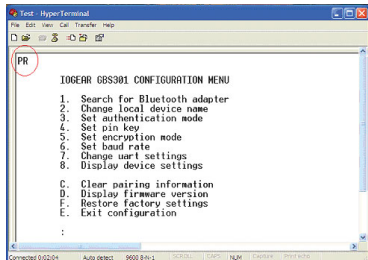 Test - HyperTerminal
File Edit View Call Transfer Help
PR
IOGEAR GBS301 CONFIGURATION MENU
1. Search for Bluetooth adapter
2. Change local device name
3. Set authentication mode
4. Set pin key
5. Set encryption mode
6. Set baud rate
7. Change uart settings
8. Display device settings
C. Clear pairing information
D. Display firmware version
F. Restore factory settings
E. Exit configuration
:
Connected 0:02:04 Auto detect 9600 8-N-1 SCROLL CAPS NUM Capture Print echo